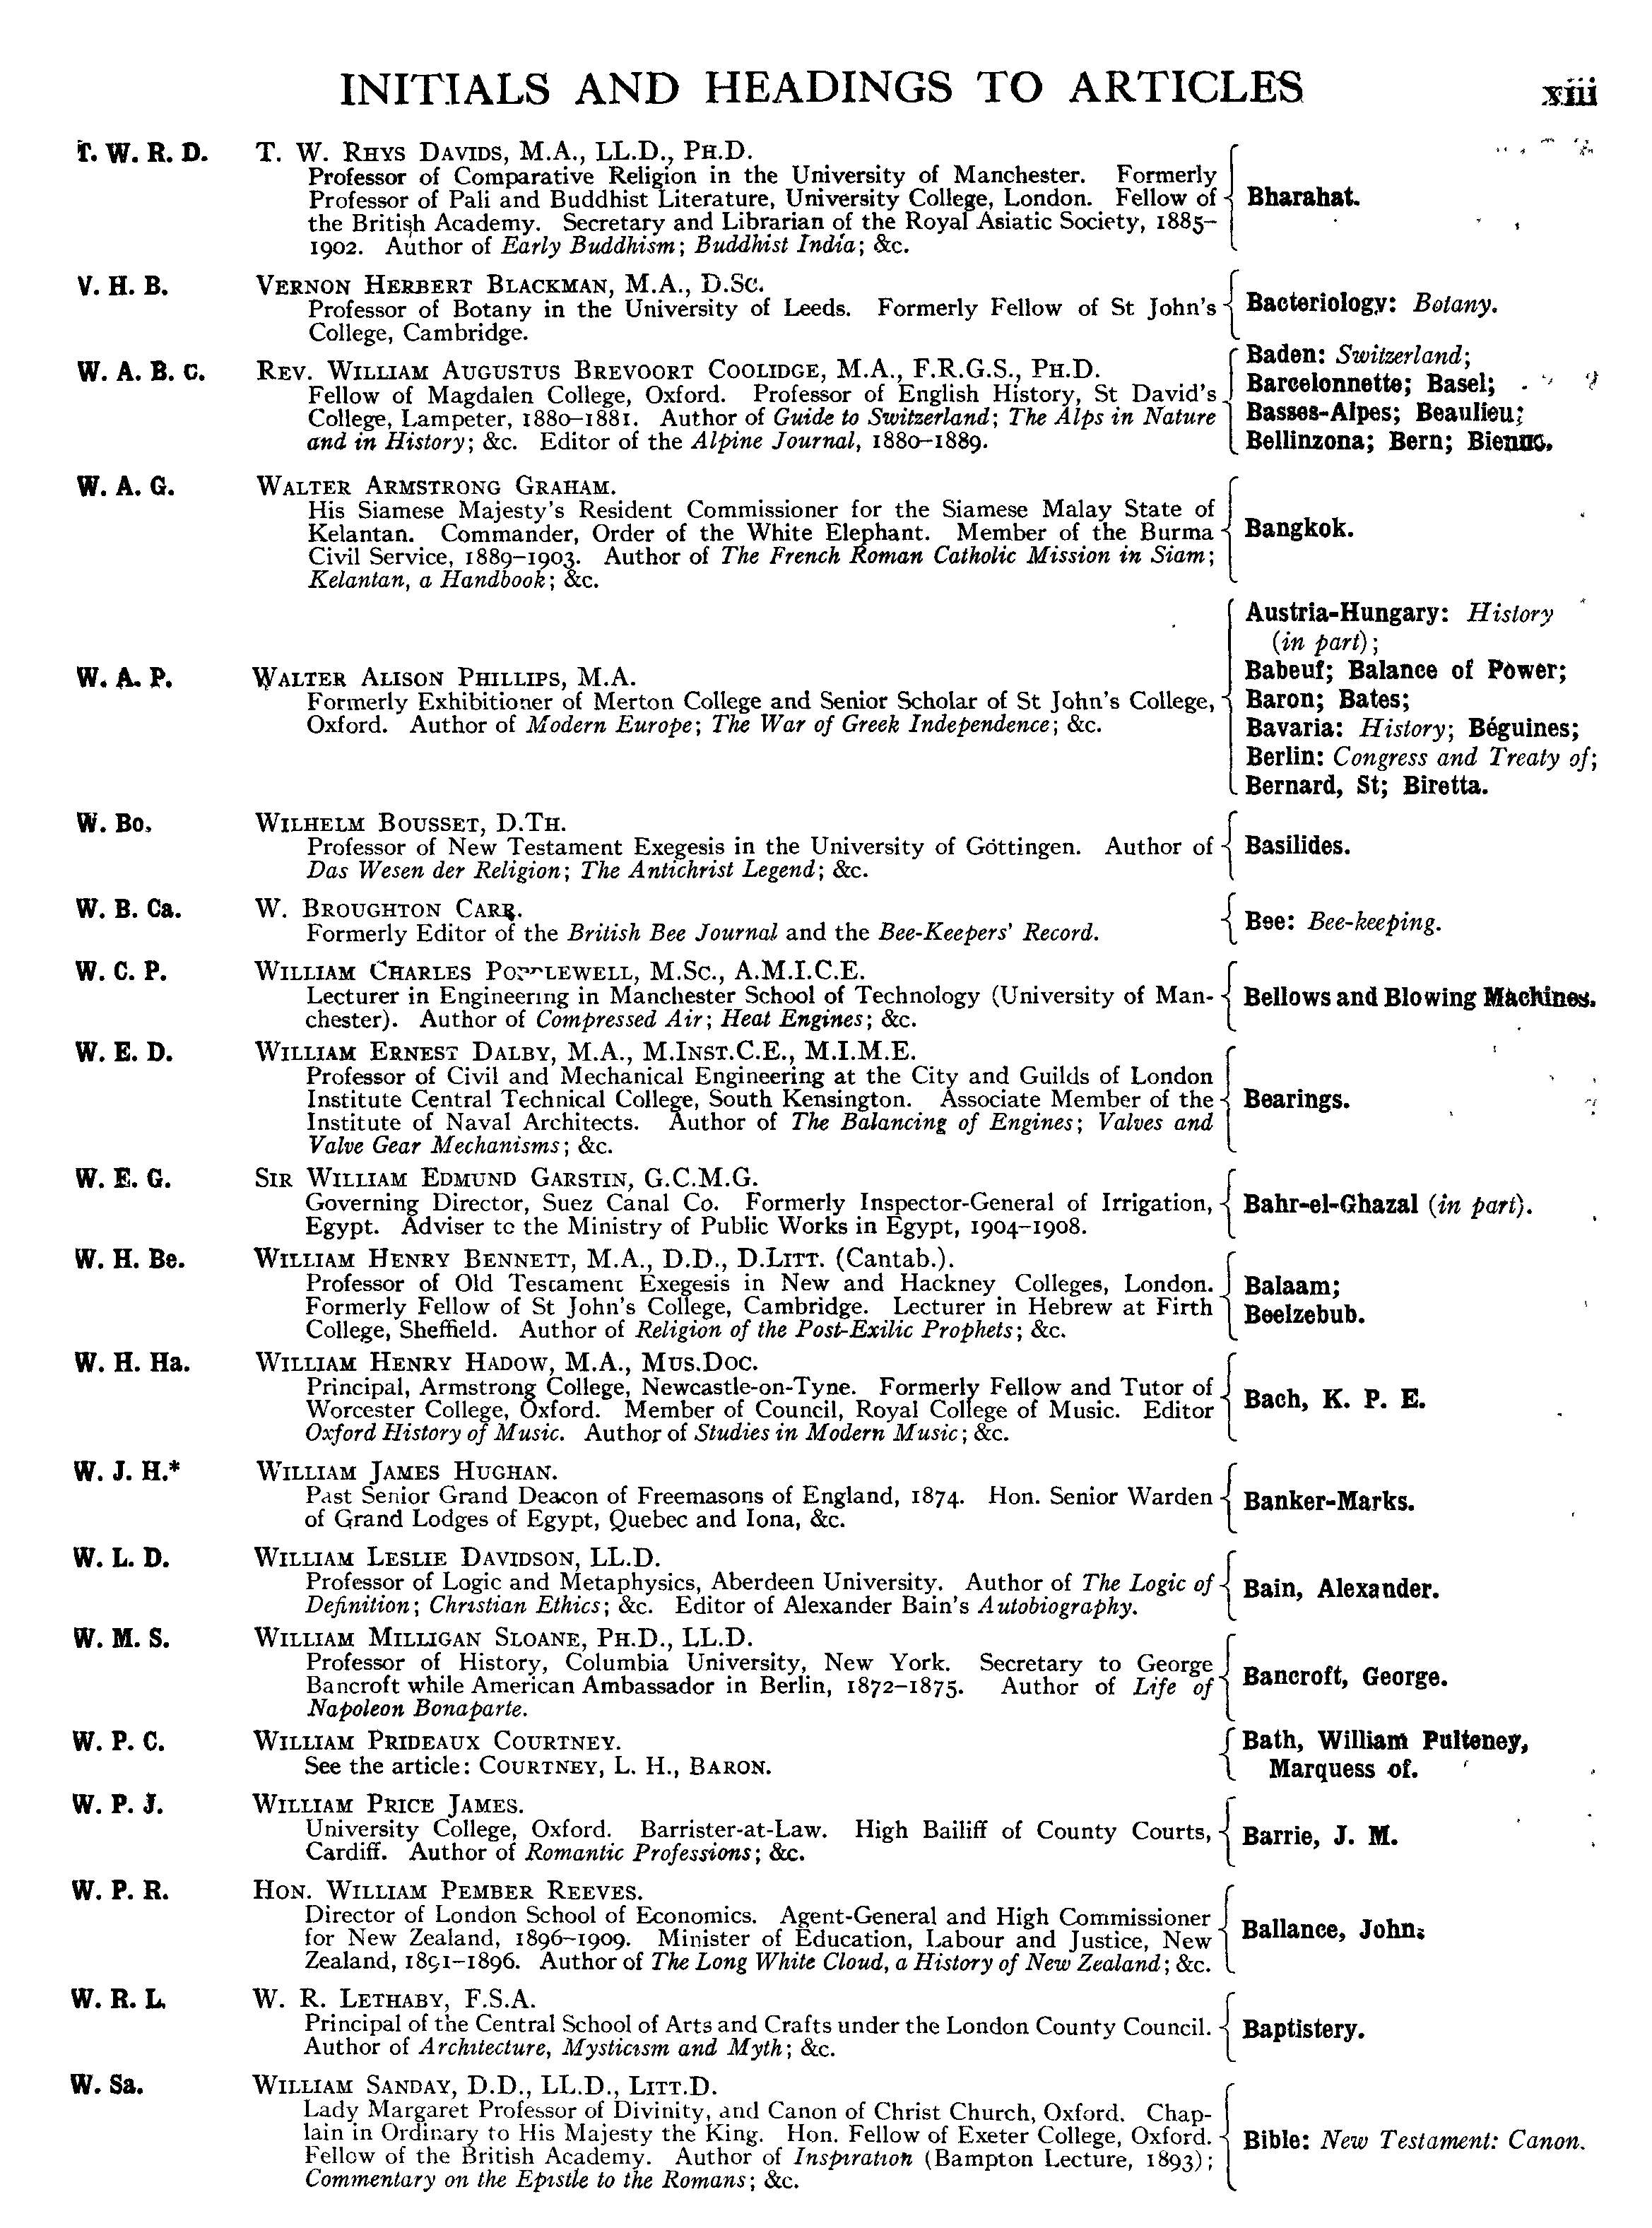 INITIALS AND HEADINGS TO ARTICLES xiii
T. W. R. D. T. W. RHYS DAVIDS, M.A., LL.D., PH.D.
Professor of Comparative Religion in the University of Manchester. Formerly
Professor of Pali and Buddhist Literature, University College, London. Fellow of
the British Academy. Secretary and Librarian of the Royal Asiatic Society, 1885–
1902. Author of Early Buddhism; Buddhist India; &c.
Bharahat.
V. H. B. VERNON HERBERT BLACKMAN, M.A., D.SC.
Professor of Botany in the University of Leeds. Formerly Fellow of St John's
College, Cambridge.
Bacteriology: Botany.
W. A. B. C. REV. WILLIAM AUGUSTUS BREVOORT COOLIDGE, M.A., F.R.G.S., PH.D.
Fellow of Magdalen College, Oxford. Professor of English History, St David's
College, Lampeter, 1880–1881. Author of Guide to Switzerland; The Alps in Nature
and in History; &c. Editor of the Alpine Journal, 1880–1889.
Baden: Switzerland;
Barcelonnette; Basel;
Basses-Alpes; Beaulieu;
Bellinzona; Bern; Bienne.
W. A. G. WALTER ARMSTRONG GRAHAM.
His Siamese Majesty's Resident Commissioner for the Siamese Malay State of
Kelantan. Commander, Order of the White Elephant. Member of the Burma
Civil Service, 1889–1903. Author of The French Roman Catholic Mission in Siam;
Kelantan, a Handbook; &c.
Bangkok.
W. A. P. WALTER ALISON PHILLIPS, M.A.
Formerly Exhibitioner of Merton College and Senior Scholar of St John's College,
Oxford. Author of Modern Europe; The War of Greek Independence; &c.
Austria-Hungary: History
(in part);
Babeuf; Balance of Power;
Baron; Bates;
Bavaria: History; Béguines;
Berlin: Congress and Treaty of;
Bernard, St; Biretta.
W. Bo. WILHELM BOUSSET, D.TH.
Professor of New Testament Exegesis in the University of Göttingen. Author of
Das Wesen der Religion; The Antichrist Legend; &c.
Basilides.
W. B. Ca. W. BROUGHTON CARR.
Formerly Editor of the British Bee Journal and the Bee-Keepers' Record.
Bee: Bee-keeping.
W. C. P. WILLIAM CHARLES POPPLEWELL, M.SC., A.M.I.C.E.
Lecturer in Engineering in Manchester School of Technology (University of Man-
chester). Author of Compressed Air; Heat Engines; &c.
Bellows and Blowing Machines.
W. E. D. WILLIAM ERNEST DALBY, M.A., M.INST.C.E., M.I.M.E.
Professor of Civil and Mechanical Engineering at the City and Guilds of London
Institute Central Technical College, South Kensington. Associate Member of the
Institute of Naval Architects. Author of The Balancing of Engines; Valves and
Valve Gear Mechanisms; &c.
Bearings.
W. E. G. SIR WILLIAM EDMUND GARSTIN, G.C.M.G.
Governing Director, Suez Canal Co. Formerly Inspector-General of Irrigation,
Egypt. Adviser to the Ministry of Public Works in Egypt, 1904–1908.
Bahr-el-Ghazal (in part).
W. H. Be. WILLIAM HENRY BENNETT, M.A., D.D., D.LITT. (Cantab.).
Professor of Old Testament Exegesis in New and Hackney Colleges, London.
Formerly Fellow of St John's College, Cambridge. Lecturer in Hebrew at Firth
College, Sheffield. Author of Religion of the Post-Exilic Prophets; &c.
Balaam;
Beelzebub.
W. H. Ha. WILLIAM HENRY HADOW, M.A., MUS.DOC.
Principal, Armstrong College, Newcastle-on-Tyne. Formerly Fellow and Tutor of
Worcester College, Oxford. Member of Council, Royal College of Music. Editor
Oxford History of Music. Author of Studies in Modern Music; &c.
Bach, K. P. E.
W. J. H.* WILLIAM JAMES HUGHAN.
Past Senior Grand Deacon of Freemasons of England, 1874. Hon. Senior Warden
of Grand Lodges of Egypt, Quebec and Iona, &c.
Banker-Marks.
W. L. D. WILLIAM LESLIE DAVIDSON, LL.D.
Professor of Logic and Metaphysics, Aberdeen University. Author of The Logic of
Definition; Christian Ethics; &c. Editor of Alexander Bain's Autobiography.
Bain, Alexander.
W. M. S. WILLIAM MILLIGAN SLOANE, PH.D., LL.D.
Professor of History, Columbia University, New York. Secretary to George
Bancroft while American Ambassador in Berlin, 1872–1875. Author of Life of
Napoleon Bonaparte.
Bancroft, George.
W. P. C. WILLIAM PRIDEAUX COURTNEY.
See the article: COURTNEY, L. H., BARON.
Bath, William Pulteney,
Marquess of.
W. P. J. WILLIAM PRICE JAMES.
University College, Oxford. Barrister-at-Law. High Bailiff of County Courts,
Cardiff. Author of Romantic Professions; &c.
Barrie, J. M.
W. P. R. HON. WILLIAM PEMBER REEVES.
Director of London School of Economics. Agent-General and High Commissioner
for New Zealand, 1896–1909. Minister of Education, Labour and Justice, New
Zealand, 1891–1896. Author of The Long White Cloud, a History of New Zealand; &c.
Ballance, John.
W. R. L. W. R. LETHABY, F.S.A.
Principal of the Central School of Arts and Crafts under the London County Council.
Author of Architecture, Mysticism and Myth; &c.
Baptistery.
W. Sa. WILLIAM SANDAY, D.D., LL.D., LITT.D.
Lady Margaret Professor of Divinity, and Canon of Christ Church, Oxford. Chap-
lain in Ordinary to His Majesty the King. Hon. Fellow of Exeter College, Oxford.
Fellow of the British Academy. Author of Inspiration (Bampton Lecture, 1893);
Commentary on the Epistle to the Romans; &c.
Bible: New Testament: Canon.